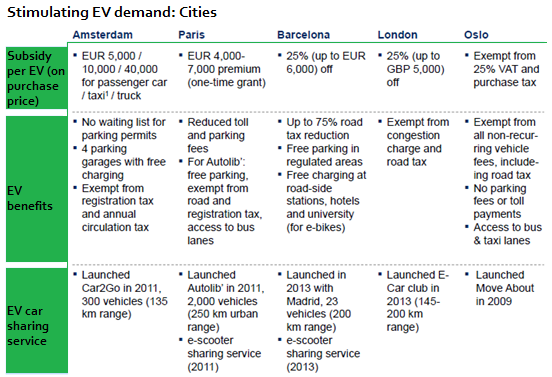 Stimulating EV demand: Cities
Amsterdam
Paris
Barcelona
London
Oslo
Subsidy
per EV (on
purchase
price)
▪ EUR 5,000 /
10,000 / 40,000
for passenger car
/ taxi¹ / truck
▪ EUR 4,000-
7,000 premium
(one-time grant)
▪ 25% (up to EUR
6,000) off
▪ 25% (up to
GBP 5,000)
off
▪ Exempt from
25% VAT and
purchase tax
EV
benefits
▪ No waiting list for
parking permits
▪ 4 parking
garages with free
charging
▪ Exempt from
registration tax
and annual
circulation tax
▪ Reduced toll
and parking
fees
▪ For Autolib’:
free parking,
exempt from
road and
registration tax,
access to bus
lanes
▪ Up to 75% road
tax reduction
▪ Free parking in
regulated areas
▪ Free charging at
road-side
stations, hotels
and university
(for e-bikes)
▪ Exempt from
congestion
charge and
road tax
▪ Exempt from
all non-recur-
ring vehicle
fees, includ-
ing road tax
▪ No parking
fees or toll
payments
▪ Access to bus
& taxi lanes
EV car
sharing
service
▪ Launched
Car2Go in 2011,
300 vehicles (135
km range)
▪ Launched
Autolib’ in 2011,
2,000 vehicles
(250 km urban
range)
▪ e-scooter
sharing service
(2011)
▪ Launched in
2013 with
Madrid, 23
vehicles (200
km range)
▪ e-scooter
sharing service
(2013)
▪ Launched E-
Car club in
2013 (145-
200 km range)
▪ Launched
Move About
in 2009